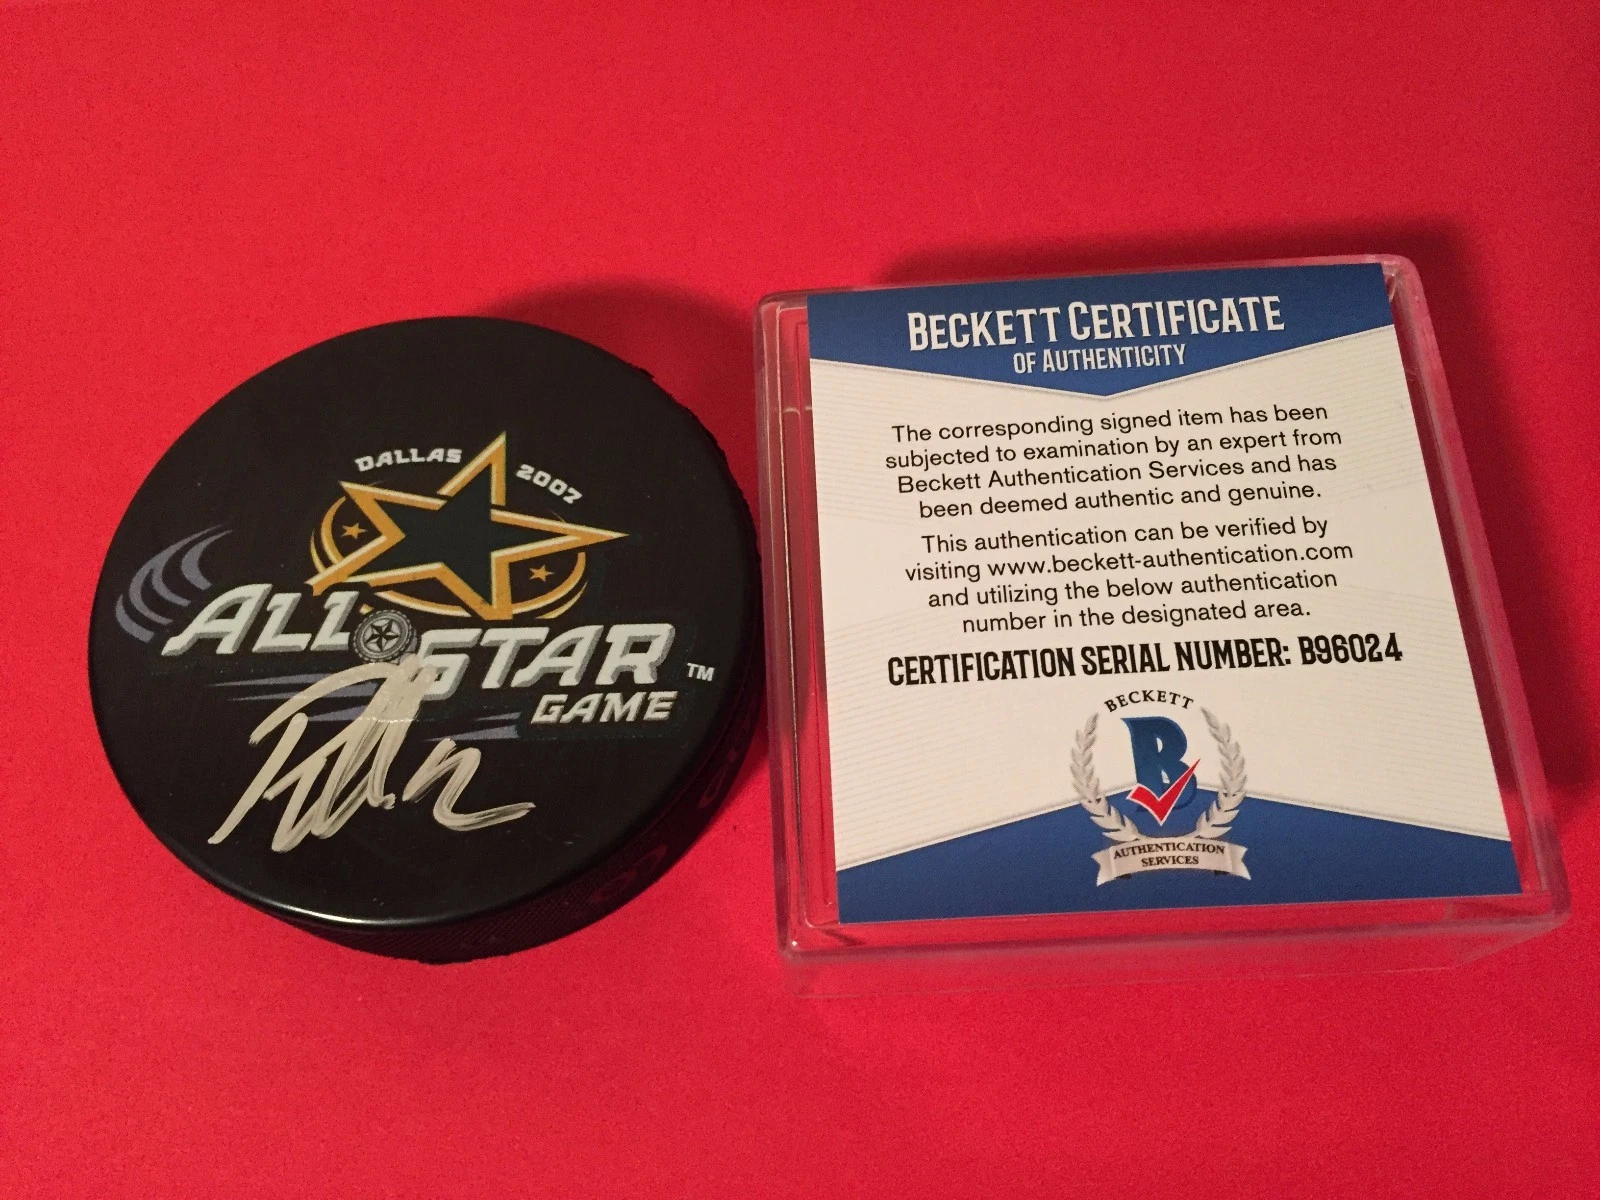 DALLAS 2007
ALL STAR
GAME TM
BECKETT CERTIFICATE
OF AUTHENTICITY
The corresponding signed item has been
subjected to examination by an expert from
Beckett Authentication Services and has
been deemed authentic and genuine.
This authentication can be verified by
visiting www.beckett-authentication.com
and utilizing the below authentication
number in the designated area.
CERTIFICATION SERIAL NUMBER: B96024
BECKETT
B
AUTHENTICATION
SERVICES